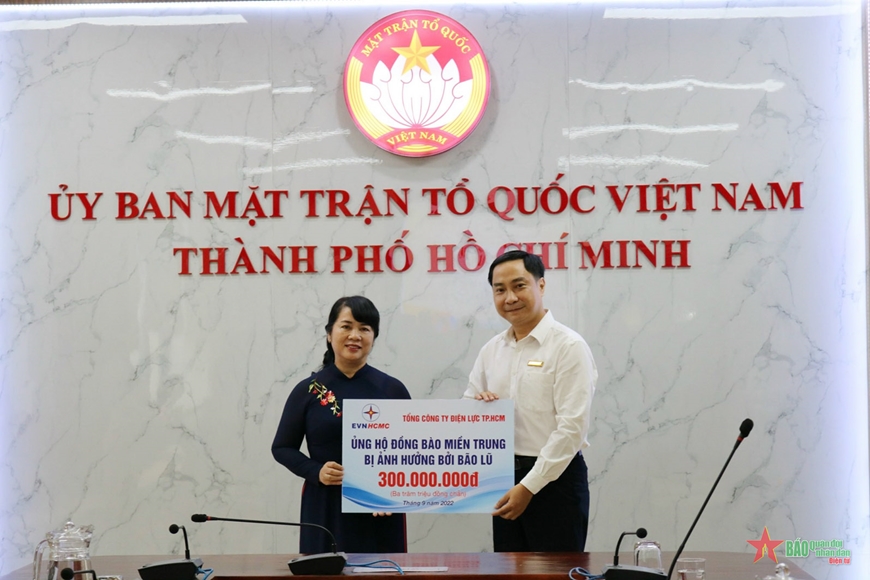 MẶT TRẬN TỔ QUỐC
VIỆT NAM
ỦY BAN MẶT TRẬN TỔ QUỐC VIỆT NAM
THÀNH PHỐ HỒ CHÍ MINH
EVNHCMC
TỔNG CÔNG TY ĐIỆN LỰC TP.HCM
ỦNG HỘ ĐỒNG BÀO MIỀN TRUNG
BỊ ẢNH HƯỞNG BỞI BÃO LŨ
300.000.000đ
(Ba trăm triệu đồng chẵn)
Tháng 9 năm 2022
BÁO Quân đội
nhân dân
Điện tử